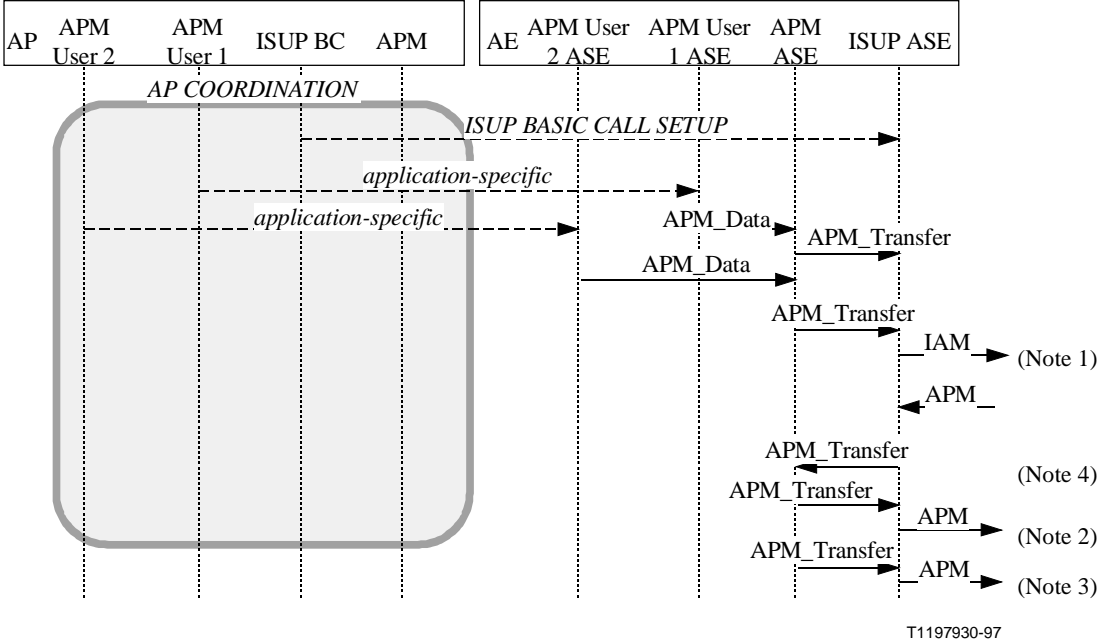 AP
APM
User 2
APM
User 1
ISUP BC
APM
AE
APM User
2 ASE
APM User
1 ASE
APM
ASE
ISUP ASE
AP COORDINATION
ISUP BASIC CALL SETUP
application-specific
application-specific
APM_Data
APM_Transfer
APM_Data
APM_Transfer
IAM
(Note 1)
APM
APM_Transfer
(Note 4)
APM_Transfer
APM
(Note 2)
APM_Transfer
APM
(Note 3)
T1197930-97